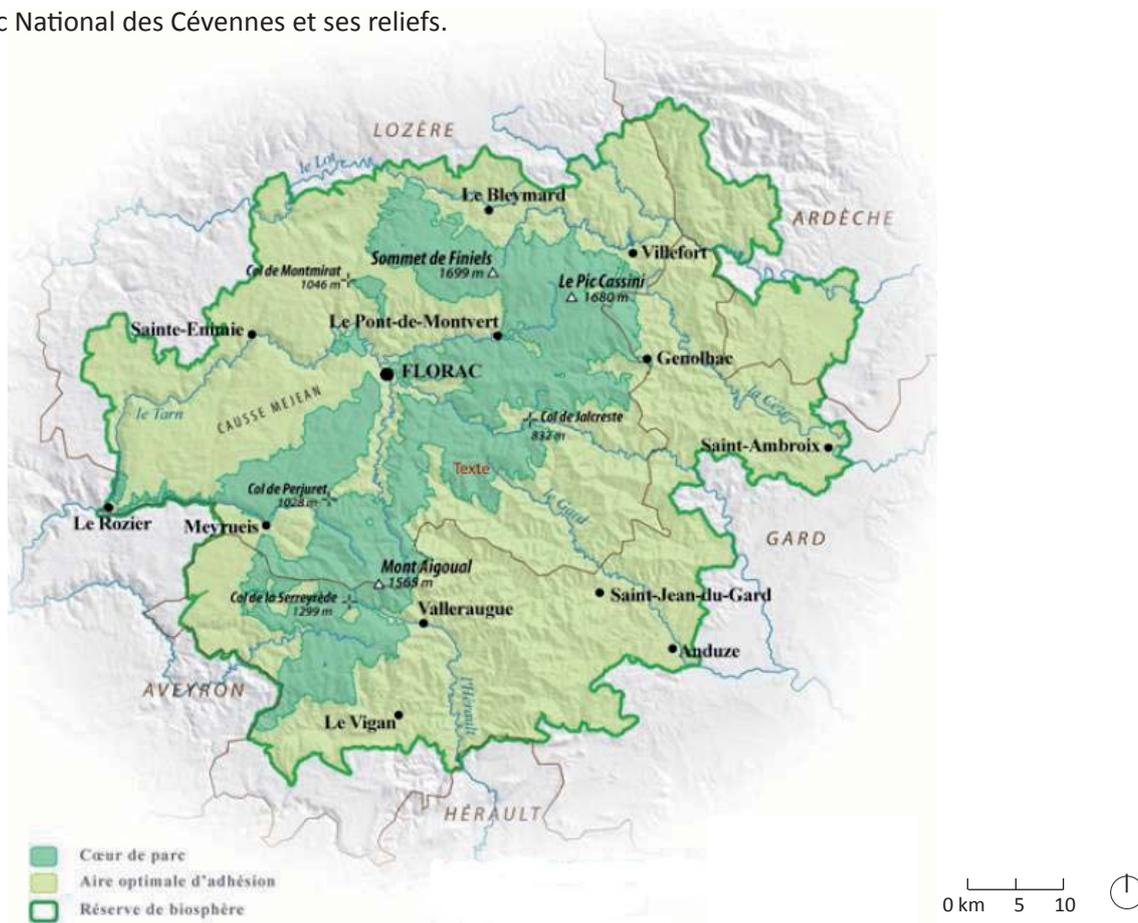 c National des Cévennes et ses reliefs.
LOZÈRE
le Lot
Le Bleymard
ARDÈCHE
Villefort
Sommet de Finiels
1699 m
Col de Montmirat
1046 m
Le Pic Cassini
1680 m
Sainte-Enimie
Le Pont-de-Montvert
Genolhac
FLORAC
la Cèze
le Tarn
CAUSSE MEJEAN
Col de Jalcreste
832 m
Saint-Ambroix
Texte
Col de Perjuret
1028 m
le Gard
Le Rozier
Meyrueis
GARD
Mont Aigoual
1565 m
Col de la Serreyrède
1299 m
Saint-Jean-du-Gard
Valleraugue
Anduze
AVEYRON
l'Hérault
Le Vigan
HÉRAULT
Cœur de parc
Aire optimale d'adhésion
Réserve de biosphère
0 km 5 10